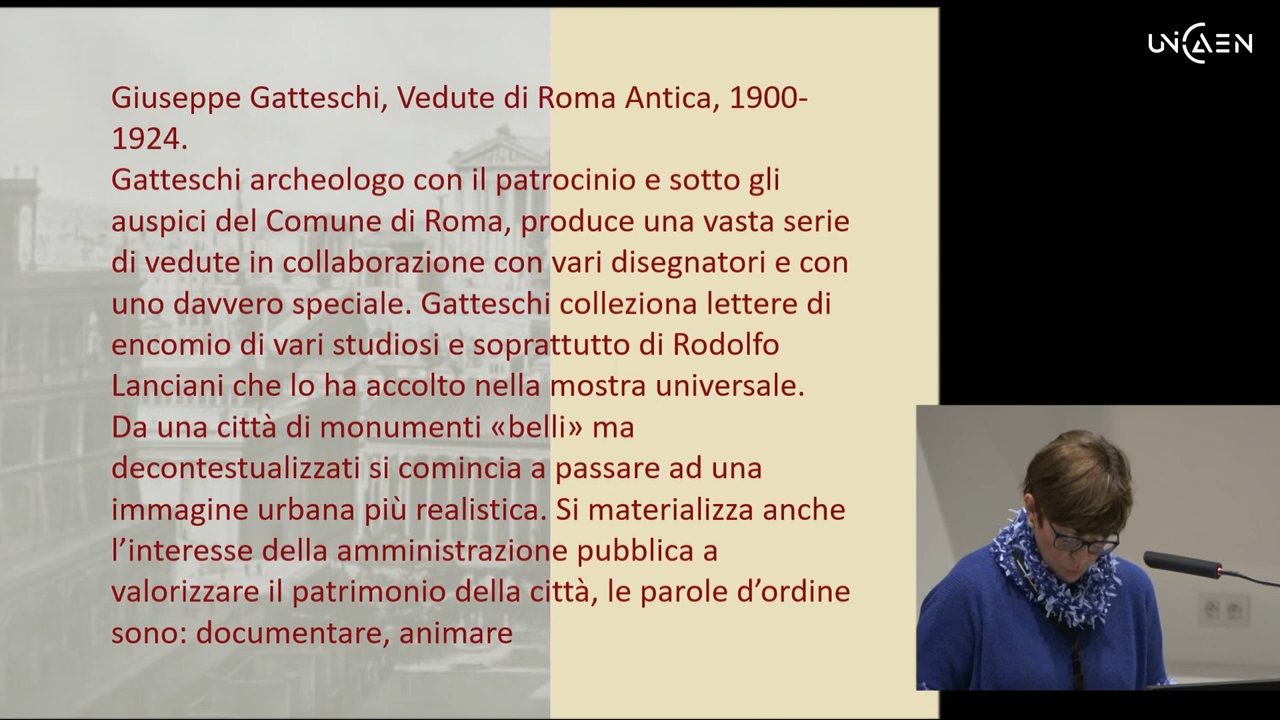 UNICAEN
Giuseppe Gatteschi, Vedute di Roma Antica, 1900-
1924.
Gatteschi archeologo con il patrocinio e sotto gli
auspici del Comune di Roma, produce una vasta serie
di vedute in collaborazione con vari disegnatori e con
uno davvero speciale. Gatteschi colleziona lettere di
encomio di vari studiosi e soprattutto di Rodolfo
Lanciani che lo ha accolto nella mostra universale.
Da una città di monumenti «belli» ma
decontestualizzati si comincia a passare ad una
immagine urbana più realistica. Si materializza anche
l’interesse della amministrazione pubblica a
valorizzare il patrimonio della città, le parole d’ordine
sono: documentare, animare